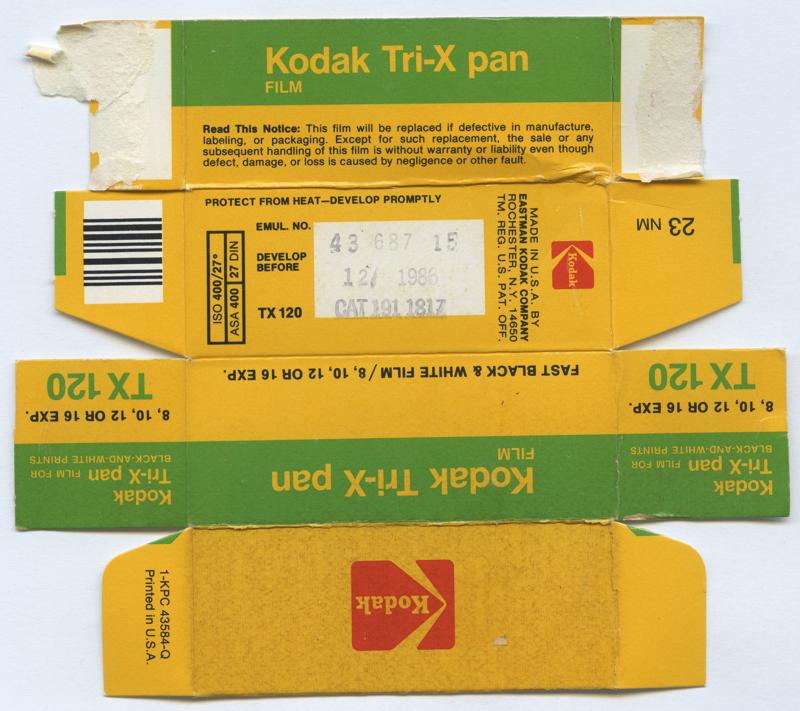 Kodak Tri-X pan
FILM
Read This Notice: This film will be replaced if defective in manufacture,
labeling, or packaging. Except for such replacement, the sale or any
subsequent handling of this film is without warranty or liability even though
defect, damage, or loss is caused by negligence or other fault.
PROTECT FROM HEAT—DEVELOP PROMPTLY
EMUL. NO.
43 687 15
DEVELOP
BEFORE
12/ 1986
TX 120
CAT 191 1817
ISO 400/27°
ASA 400 27 DIN
MADE IN U.S.A. BY
EASTMAN KODAK COMPANY
ROCHESTER, N.Y. 14650
TM. REG. U.S. PAT. OFF.
Kodak
23 NM
FAST BLACK & WHITE FILM / 8, 10, 12 OR 16 EXP.
Kodak Tri-X pan
FILM
Kodak
Tri-X pan FILM FOR
BLACK-AND-WHITE PRINTS
8, 10, 12 OR 16 EXP.
TX 120
Kodak
Tri-X pan FILM FOR
BLACK-AND-WHITE PRINTS
8, 10, 12 OR 16 EXP.
TX 120
Kodak
1-KPC 43584-Q
Printed in U.S.A.